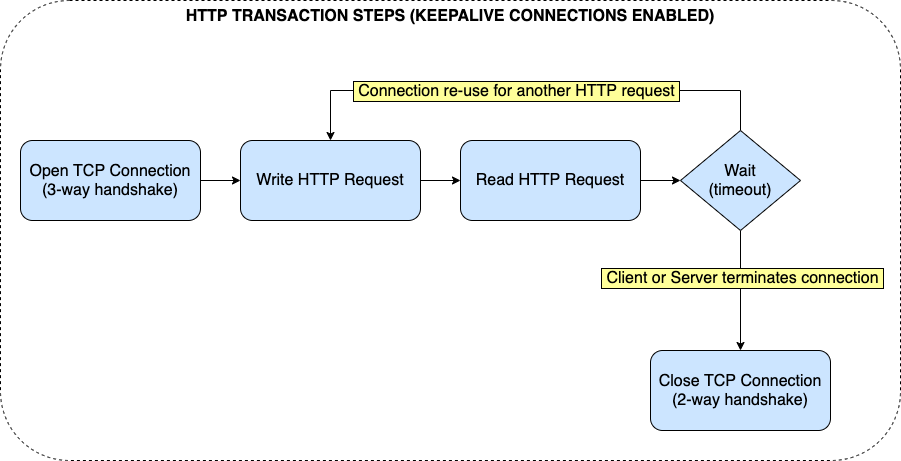 HTTP TRANSACTION STEPS (KEEPALIVE CONNECTIONS ENABLED)
Connection re-use for another HTTP request
Open TCP Connection
(3-way handshake)
Write HTTP Request
Read HTTP Request
Wait
(timeout)
Client or Server terminates connection
Close TCP Connection
(2-way handshake)